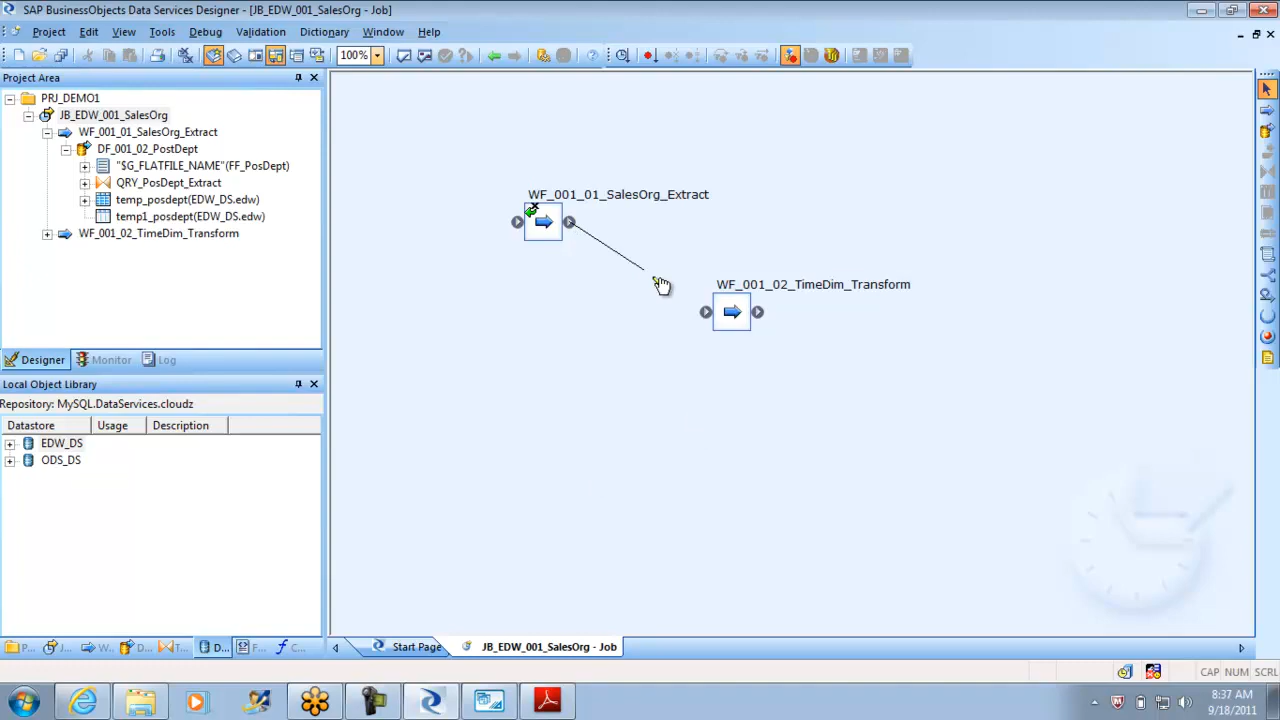 SAP BusinessObjects Data Services Designer - [JB_EDW_001_SalesOrg - Job]
Project Edit View Tools Debug Validation Dictionary Window Help
100%
Project Area
PRJ_DEMO1
JB_EDW_001_SalesOrg
WF_001_01_SalesOrg_Extract
DF_001_02_PostDept
"$G_FLATFILE_NAME"(FF_PosDept)
QRY_PosDept_Extract
temp_posdept(EDW_DS.edw)
temp1_posdept(EDW_DS.edw)
WF_001_02_TimeDim_Transform
Designer Monitor Log
Local Object Library
Repository: MySQL.DataServices.cloudz
Datastore Usage Description
EDW_DS
ODS_DS
P... J... W... D... T... D... F... C...
WF_001_01_SalesOrg_Extract
WF_001_02_TimeDim_Transform
Start Page JB_EDW_001_SalesOrg - Job
CAP NUM SCRL
8:37 AM
9/18/2011